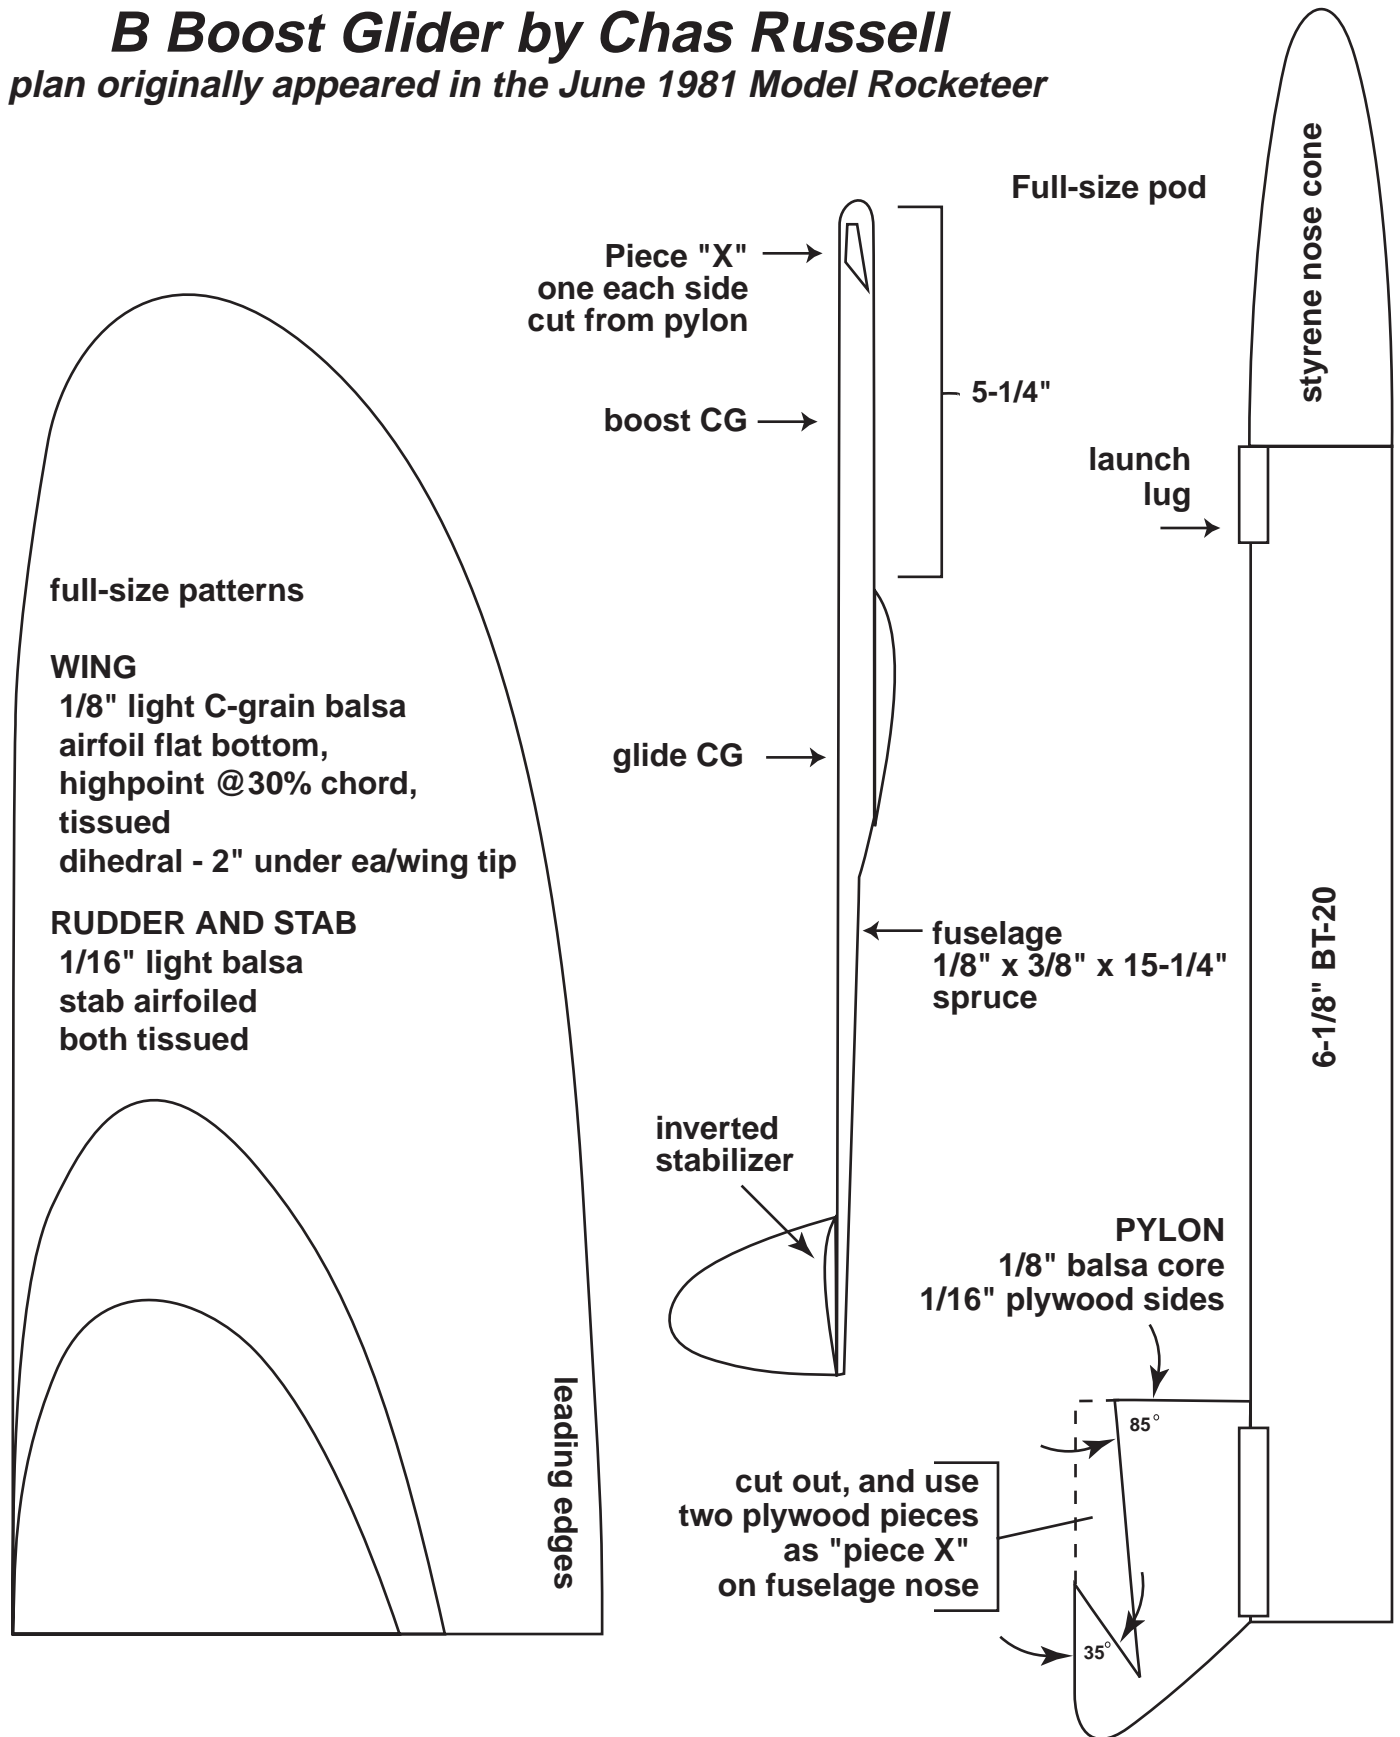 B Boost Glider by Chas Russell
plan originally appeared in the June 1981 Model Rocketeer
Full-size pod
styrene nose cone
Piece "X"
one each side
cut from pylon
5-1/4"
boost CG
launch
lug
full-size patterns
WING
1/8" light C-grain balsa
airfoil flat bottom,
highpoint @30% chord,
tissued
dihedral - 2" under ea/wing tip
RUDDER AND STAB
1/16" light balsa
stab airfoiled
both tissued
glide CG
fuselage
1/8" x 3/8" x 15-1/4"
spruce
6-1/8" BT-20
inverted
stabilizer
PYLON
1/8" balsa core
1/16" plywood sides
leading edges
85°
cut out, and use
two plywood pieces
as "piece X"
on fuselage nose
35°